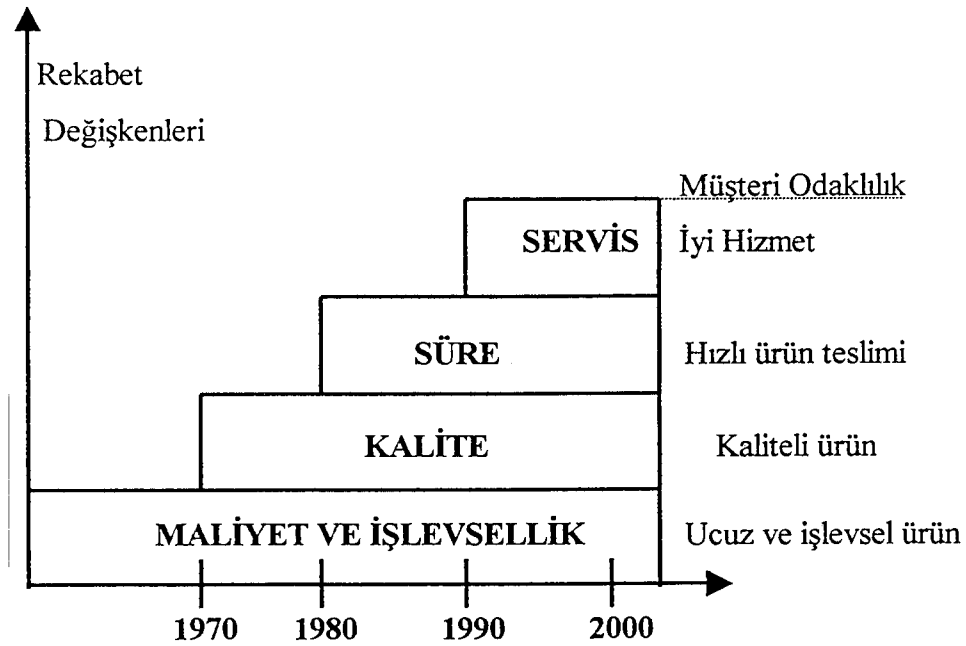 Rekabet
Değişkenleri
Müşteri Odaklılık
SERVİS İyi Hizmet
SÜRE Hızlı ürün teslimi
KALİTE Kaliteli ürün
MALİYET VE İŞLEVSELLİK Ucuz ve işlevsel ürün
1970 1980 1990 2000